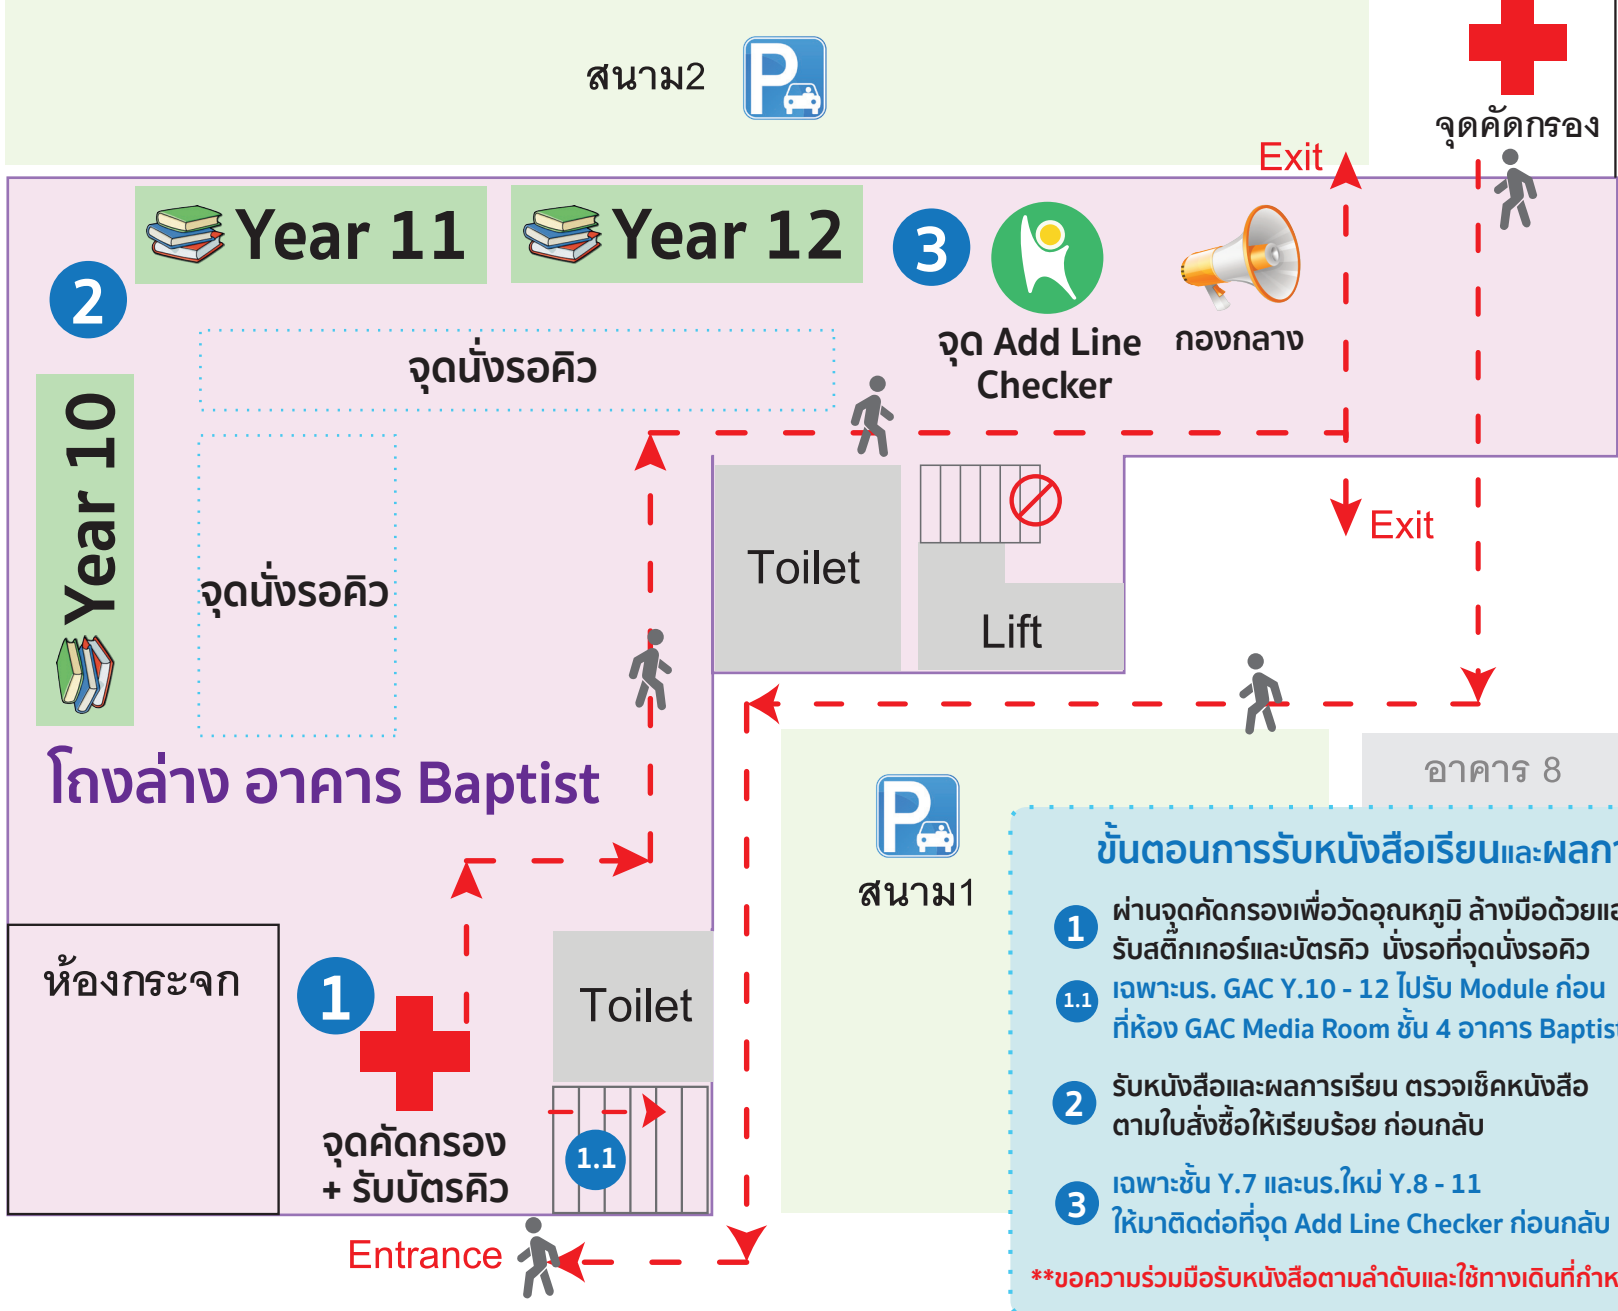 สนาม2
จุดคัดกรอง
Exit
Year 11
Year 12
3
2
จุด Add Line
Checker
กองกลาง
จุดนั่งรอคิว
Year 10
จุดนั่งรอคิว
Toilet
Lift
Exit
โถงล่าง อาคาร Baptist
อาคาร 8
สนาม1
ห้องกระจก
1
Toilet
จุดคัดกรอง
+ รับบัตรคิว
1.1
Entrance
ขั้นตอนการรับหนังสือเรียนและ
1 ผ่านจุดคัดกรองเพื่อวัดอุณหภูมิ ล้างมือด้วย
รับสติ๊กเกอร์และบัตรคิว นั่งรอที่จุดนั่งรอคิว
1.1 เฉพาะนร. GAC Y.10 - 12 ไปรับ Module ก่อน
ที่ห้อง GAC Media Room ชั้น 4 อาคาร Baptist
2 รับหนังสือและผลการเรียน ตรวจเช็คหนังสือ
ตามใบสั่งซื้อให้เรียบร้อย ก่อนกลับ
3 เฉพาะชั้น Y.7 และนร.ใหม่ Y.8 - 11
ให้มาติดต่อที่จุด Add Line Checker ก่อนกลับ
**ขอความร่วมมือรับหนังสือตามลำดับและใช้ทางเดินที่